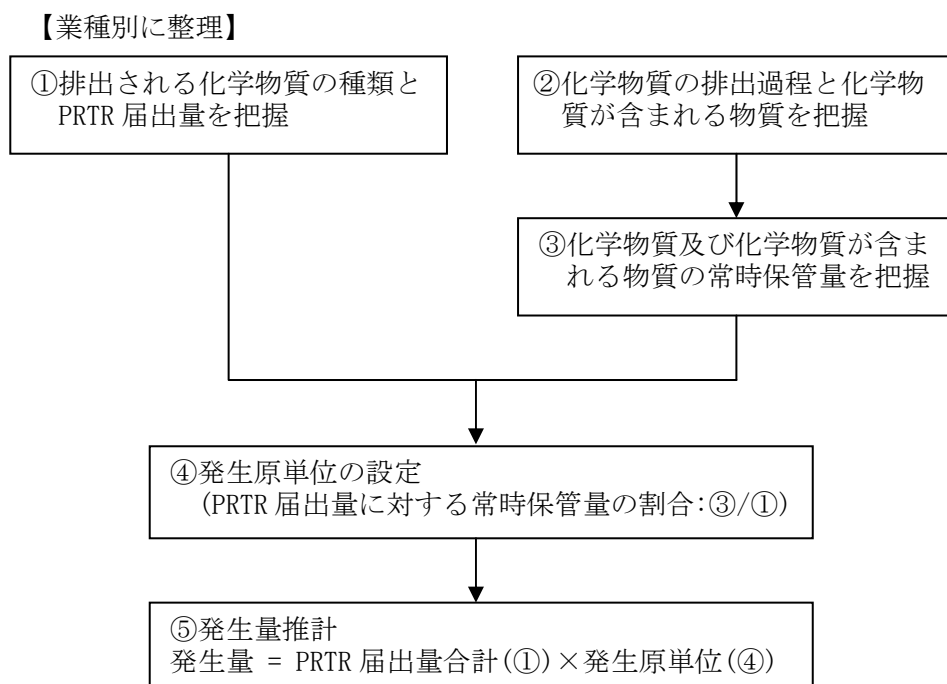 【業種別に整理】
①排出される化学物質の種類と
PRTR 届出量を把握
②化学物質の排出過程と化学物
質が含まれる物質を把握
③化学物質及び化学物質が含ま
れる物質の常時保管量を把握
④発生原単位の設定
(PRTR 届出量に対する常時保管量の割合:③/①)
⑤発生量推計
発生量 = PRTR 届出量合計(①)×発生原単位(④)